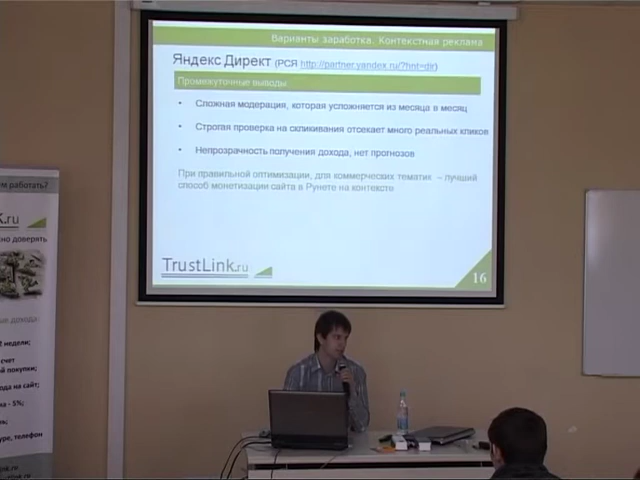 Варианты заработка. Контекстная реклама
Яндекс Директ (РСЯ http://partner.yandex.ru/?hnt=dir)
Промежуточные выводы
• Сложная модерация, которая усложняется из месяца в месяц
• Строгая проверка на скликивания отсекает много реальных кликов
• Непрозрачность получения дохода, нет прогнозов
При правильной оптимизации, для коммерческих тематик – лучший
способ монетизации сайта в Рунете на контексте
TrustLink.ru
16
работать?
K.ru
доверять
дохода
недели;
счет
покупки;
на сайт;
- 5%;
телефон
nk.ru